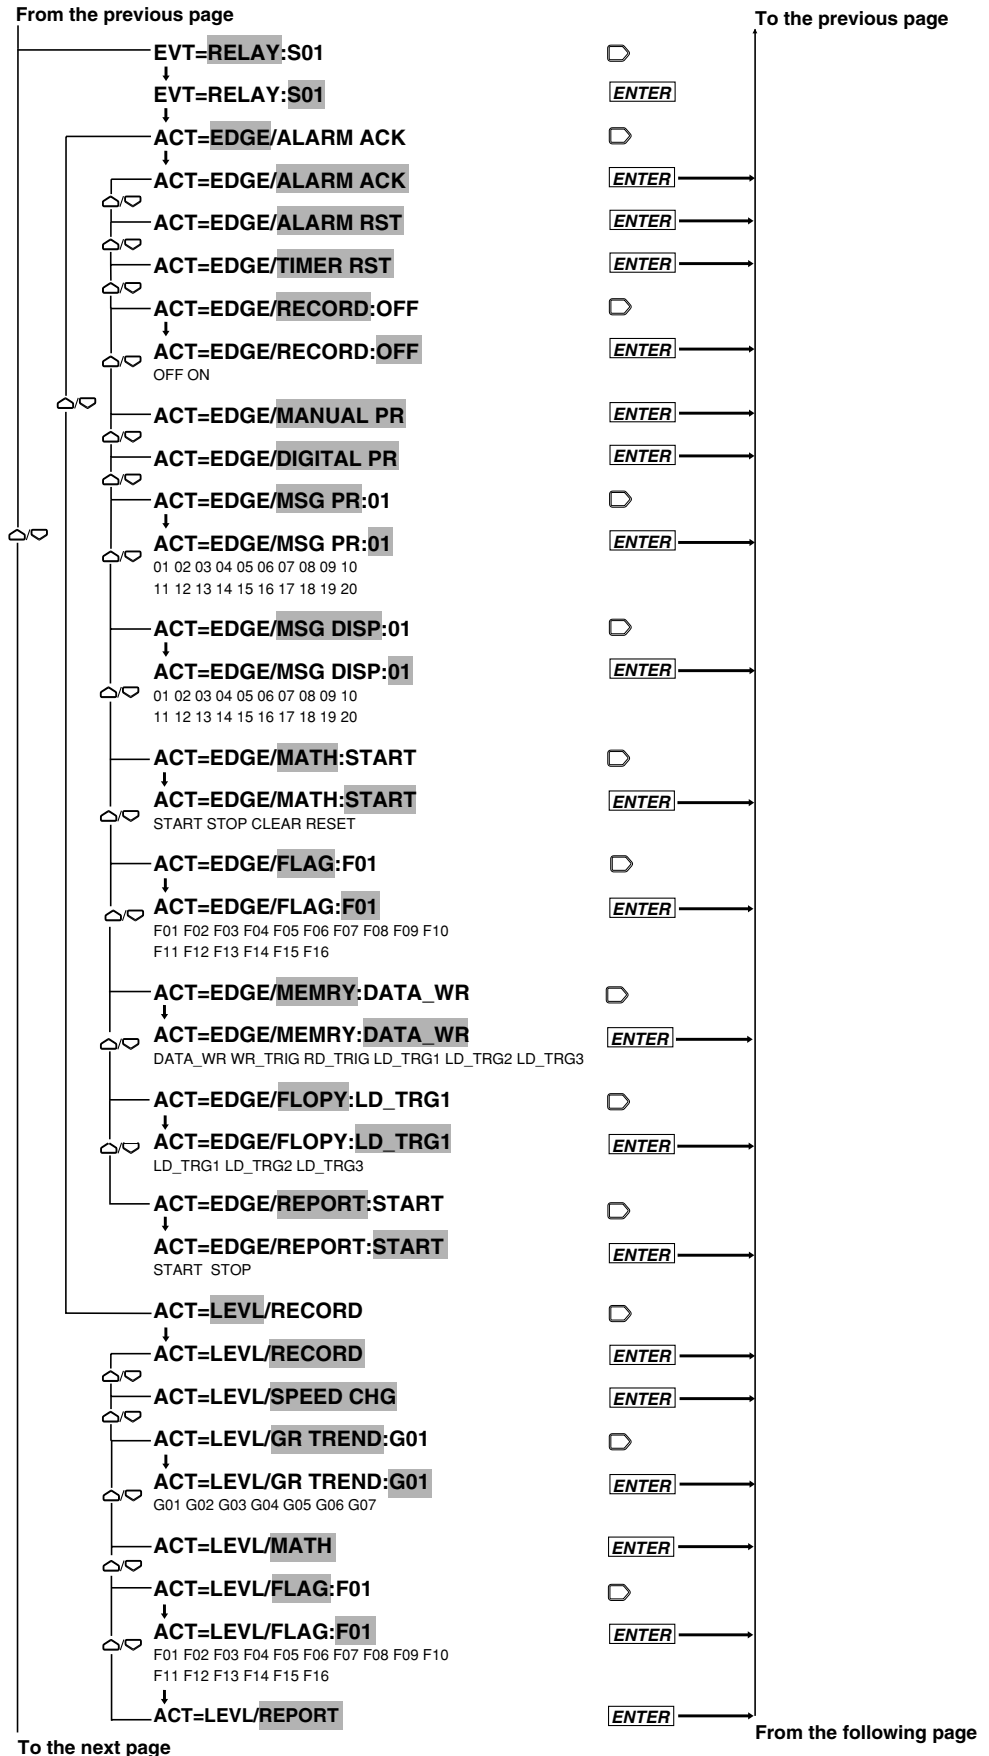 From the previous page
To the previous page
EVT=RELAY:S01
EVT=RELAY:S01 ENTER
ACT=EDGE/ALARM ACK
ACT=EDGE/ALARM ACK ENTER
ACT=EDGE/ALARM RST ENTER
ACT=EDGE/TIMER RST ENTER
ACT=EDGE/RECORD:OFF
ACT=EDGE/RECORD:OFF ENTER
OFF ON
ACT=EDGE/MANUAL PR ENTER
ACT=EDGE/DIGITAL PR ENTER
ACT=EDGE/MSG PR:01
ACT=EDGE/MSG PR:01 ENTER
01 02 03 04 05 06 07 08 09 10
11 12 13 14 15 16 17 18 19 20
ACT=EDGE/MSG DISP:01
ACT=EDGE/MSG DISP:01 ENTER
01 02 03 04 05 06 07 08 09 10
11 12 13 14 15 16 17 18 19 20
ACT=EDGE/MATH:START
ACT=EDGE/MATH:START ENTER
START STOP CLEAR RESET
ACT=EDGE/FLAG:F01
ACT=EDGE/FLAG:F01 ENTER
F01 F02 F03 F04 F05 F06 F07 F08 F09 F10
F11 F12 F13 F14 F15 F16
ACT=EDGE/MEMRY:DATA_WR
ACT=EDGE/MEMRY:DATA_WR ENTER
DATA_WR WR_TRIG RD_TRIG LD_TRG1 LD_TRG2 LD_TRG3
ACT=EDGE/FLOPY:LD_TRG1
ACT=EDGE/FLOPY:LD_TRG1 ENTER
LD_TRG1 LD_TRG2 LD_TRG3
ACT=EDGE/REPORT:START
ACT=EDGE/REPORT:START ENTER
START STOP
ACT=LEVL/RECORD
ACT=LEVL/RECORD ENTER
ACT=LEVL/SPEED CHG ENTER
ACT=LEVL/GR TREND:G01
ACT=LEVL/GR TREND:G01 ENTER
G01 G02 G03 G04 G05 G06 G07
ACT=LEVL/MATH ENTER
ACT=LEVL/FLAG:F01
ACT=LEVL/FLAG:F01 ENTER
F01 F02 F03 F04 F05 F06 F07 F08 F09 F10
F11 F12 F13 F14 F15 F16
ACT=LEVL/REPORT ENTER
From the following page
To the next page